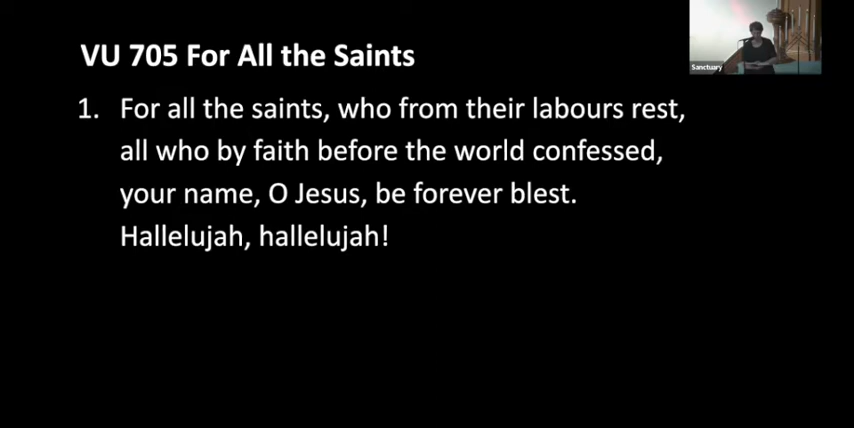 VU 705 For All the Saints
1. For all the saints, who from their labours rest,
all who by faith before the world confessed,
your name, O Jesus, be forever blest.
Hallelujah, hallelujah!
Sanctuary